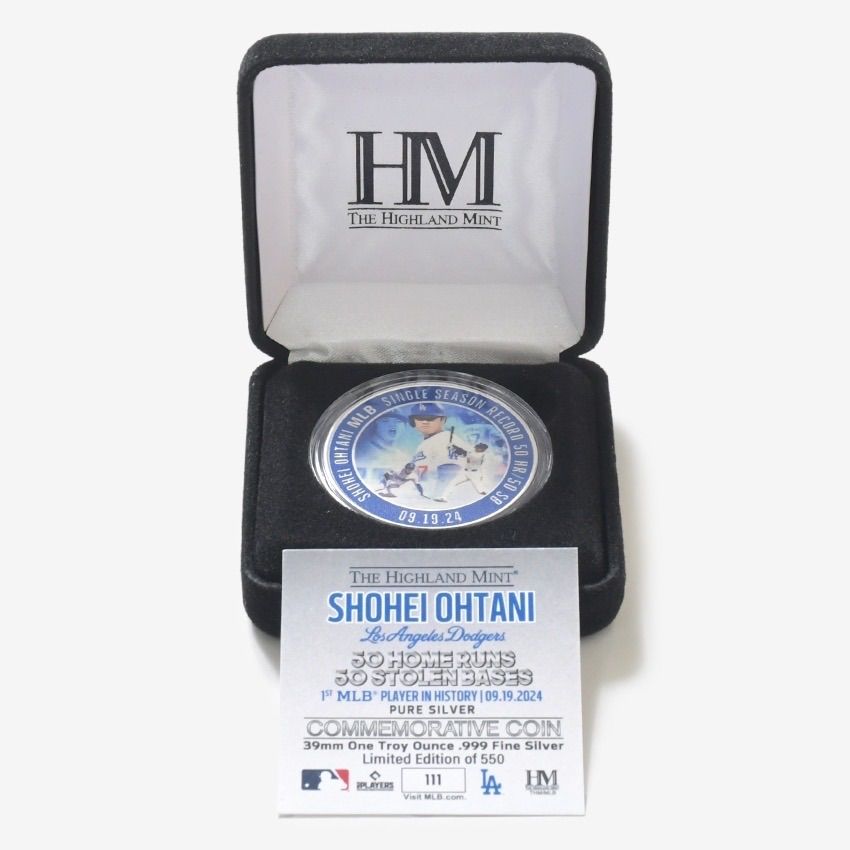 HM
THE HIGHLAND MINT
SHOHEI OHTANI MLB SINGLE SEASON RECORD 50 HR/50 SB
09.19.24
THE HIGHLAND MINT®
SHOHEI OHTANI
Los Angeles Dodgers
50 HOME RUNS
50 STOLEN BASES
1ST MLB® PLAYER IN HISTORY | 09.19.2024
PURE SILVER
COMMEMORATIVE COIN
39mm One Troy Ounce .999 Fine Silver
Limited Edition of 550
PLAYERS 111 LA HM
Visit MLB.com.